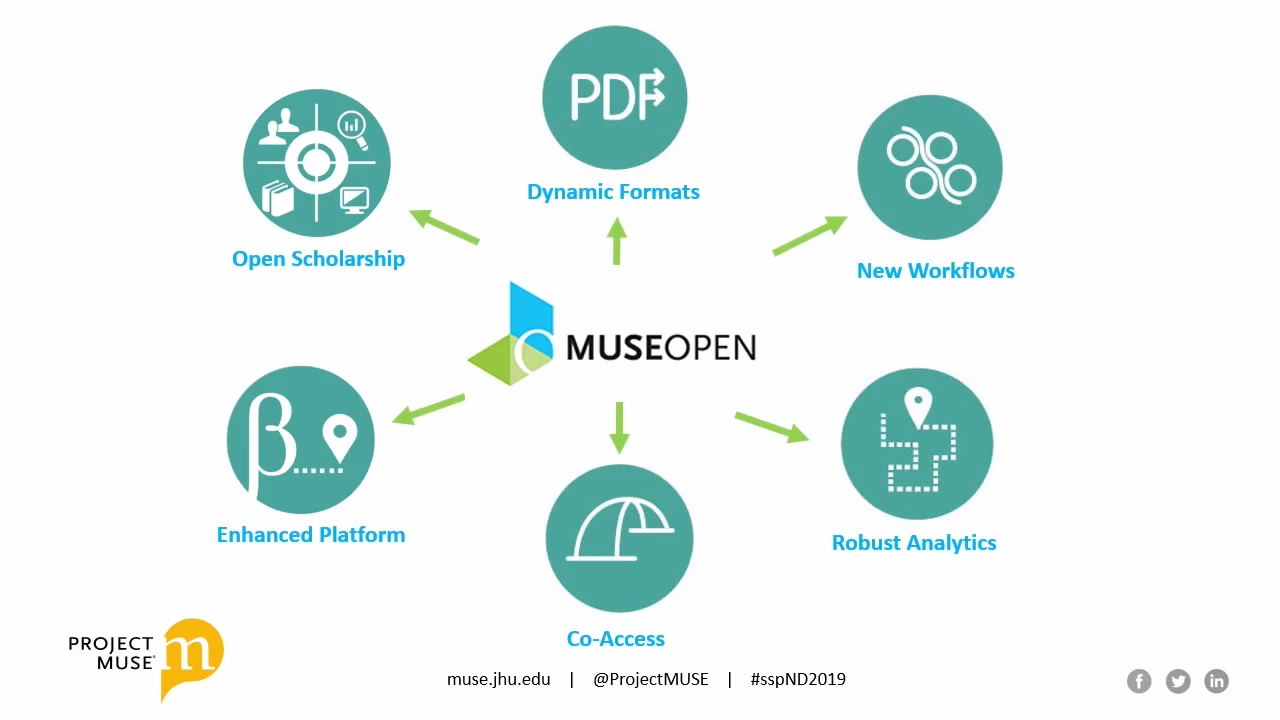 PDF
Dynamic Formats
Open Scholarship
New Workflows
MUSEOPEN
β
Enhanced Platform
Robust Analytics
Co-Access
PROJECT
MUSE®
m
muse.jhu.edu | @ProjectMUSE | #sspND2019
f
in